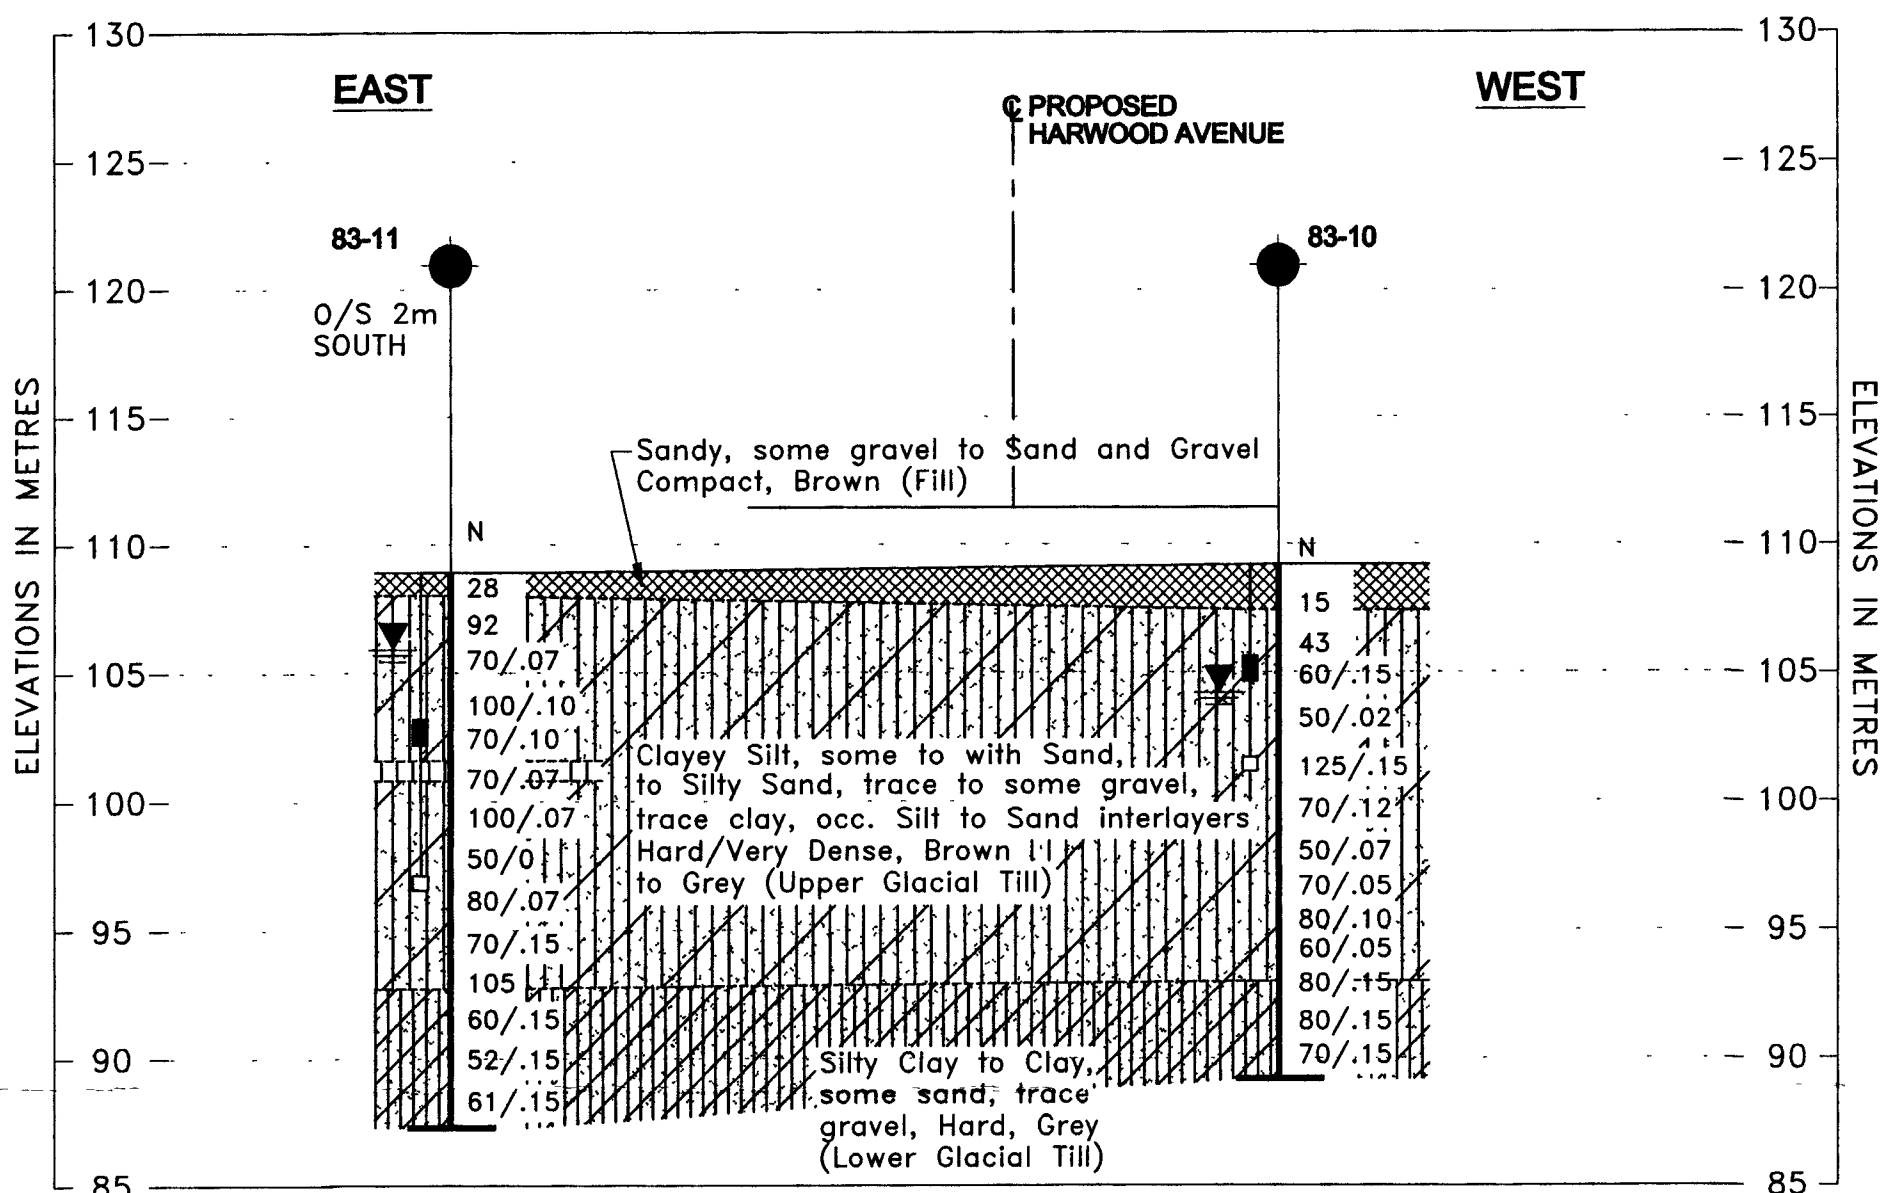 130
130
EAST
WEST
℄ PROPOSED
HARWOOD AVENUE
125
125
83-11
83-10
120
120
O/S 2m
SOUTH
115
115
ELEVATIONS IN METRES
ELEVATIONS IN METRES
Sandy, some gravel to Sand and Gravel
Compact, Brown (Fill)
110
110
N
28
92
70/.07
100/.10
70/.10
70/.07
100/.07
50/0
80/.07
70/.15
105
60/.15
52/.15
61/.15
N
15
43
60/.15
50/.02
125/.15
70/.12
50/.07
70/.05
80/.10
60/.05
80/.15
80/.15
70/.15
105
105
Clayey Silt, some to with Sand,
to Silty Sand, trace to some gravel,
trace clay, occ. Silt to Sand interlayers
Hard/Very Dense, Brown
to Grey (Upper Glacial Till)
100
100
95
95
90
90
Silty Clay to Clay,
some sand, trace
gravel, Hard, Grey
(Lower Glacial Till)
85
85